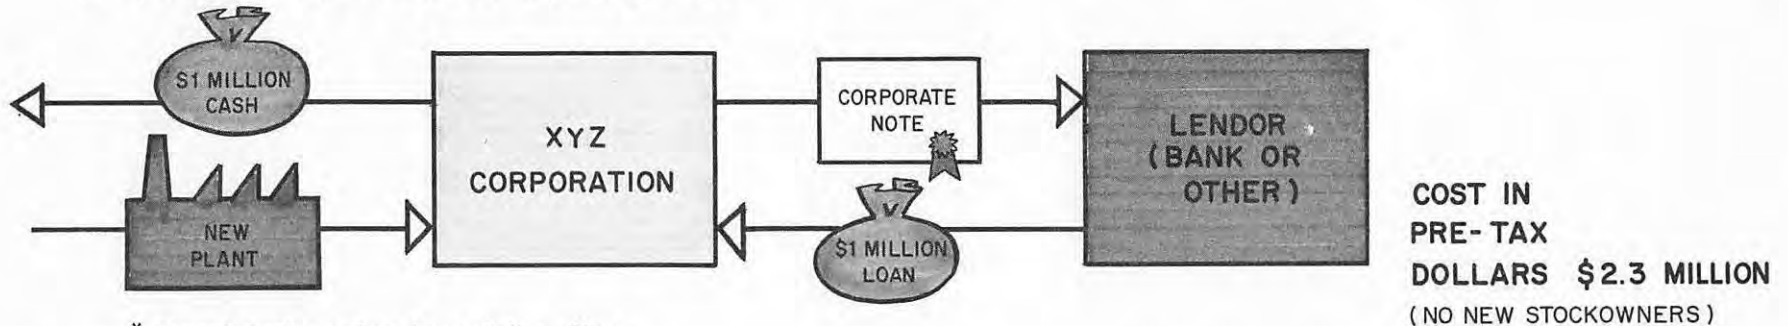 $1 MILLION
CASH
NEW
PLANT
XYZ
CORPORATION
CORPORATE
NOTE
$1 MILLION
LOAN
LENDOR
(BANK OR
OTHER)
COST IN
PRE-TAX
DOLLARS $2.3 MILLION
(NO NEW STOCKOWNERS)